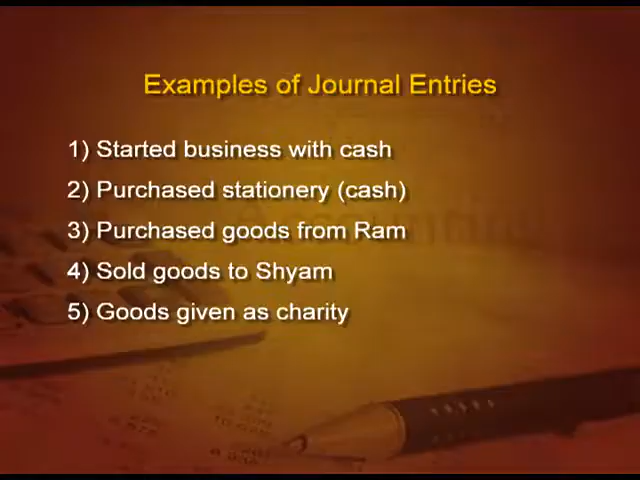 Examples of Journal Entries
1) Started business with cash
2) Purchased stationery (cash)
3) Purchased goods from Ram
4) Sold goods to Shyam
5) Goods given as charity